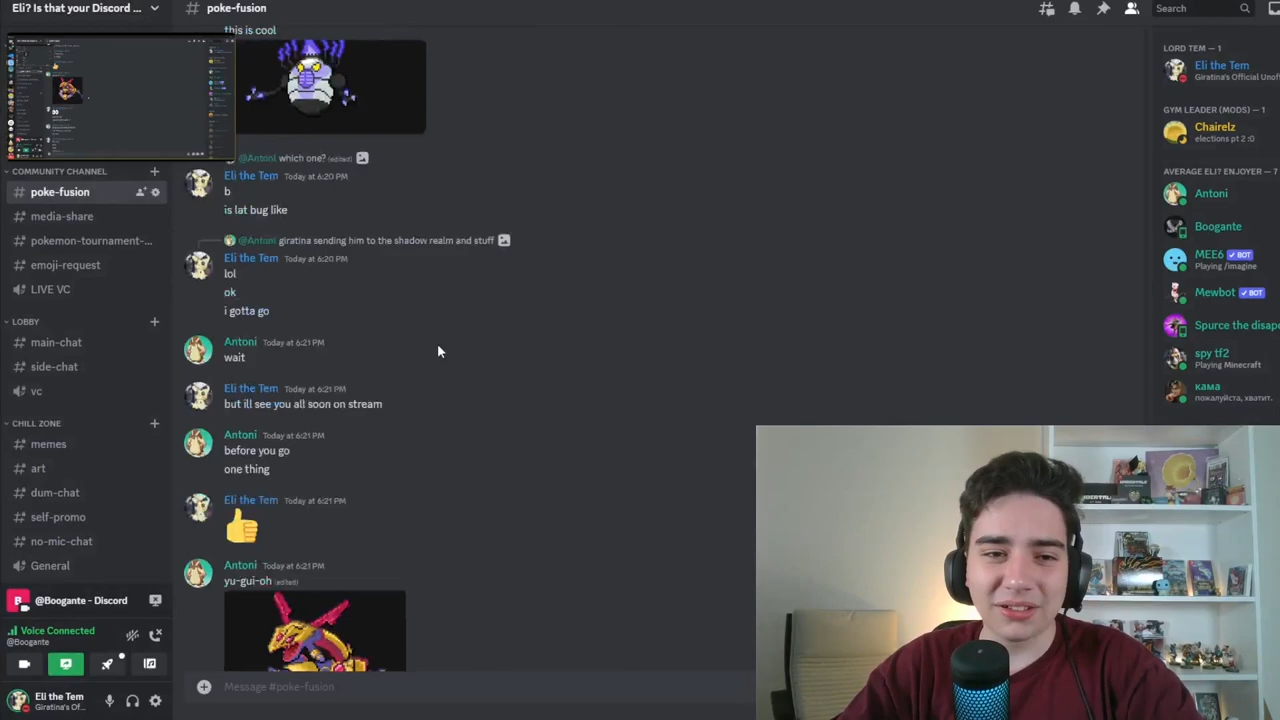 Eli? Is that your Discord ...
poke-fusion
Search
COMMUNITY CHANNEL
poke-fusion
media-share
pokemon-tournament-...
emoji-request
LIVE VC
LOBBY
main-chat
side-chat
vc
CHILL ZONE
memes
art
dum-chat
self-promo
no-mic-chat
General
@Boogante - Discord
Voice Connected
@Boogante
Eli the Tem
Giratina's Of...
this is cool
@Antoni which one? (edited)
Eli the Tem Today at 6:20 PM
b
is lat bug like
@Antoni giratina sending him to the shadow realm and stuff
Eli the Tem Today at 6:20 PM
lol
ok
i gotta go
Antoni Today at 6:21 PM
wait
Eli the Tem Today at 6:21 PM
but ill see you all soon on stream
Antoni Today at 6:21 PM
before you go
one thing
Eli the Tem Today at 6:21 PM
Antoni Today at 6:21 PM
yu-gui-oh (edited)
Message #poke-fusion
LORD TEM — 1
Eli the Tem
Giratina's Official Unoff
GYM LEADER (MODS) — 1
Chairelz
elections pt 2 :0
AVERAGE ELI? ENJOYER — 7
Antoni
Boogante
MEE6 BOT
Playing /imagine
Mewbot BOT
Spurce the disap
spy tf2
Playing Minecraft
кама
пожалуйста, хватит.